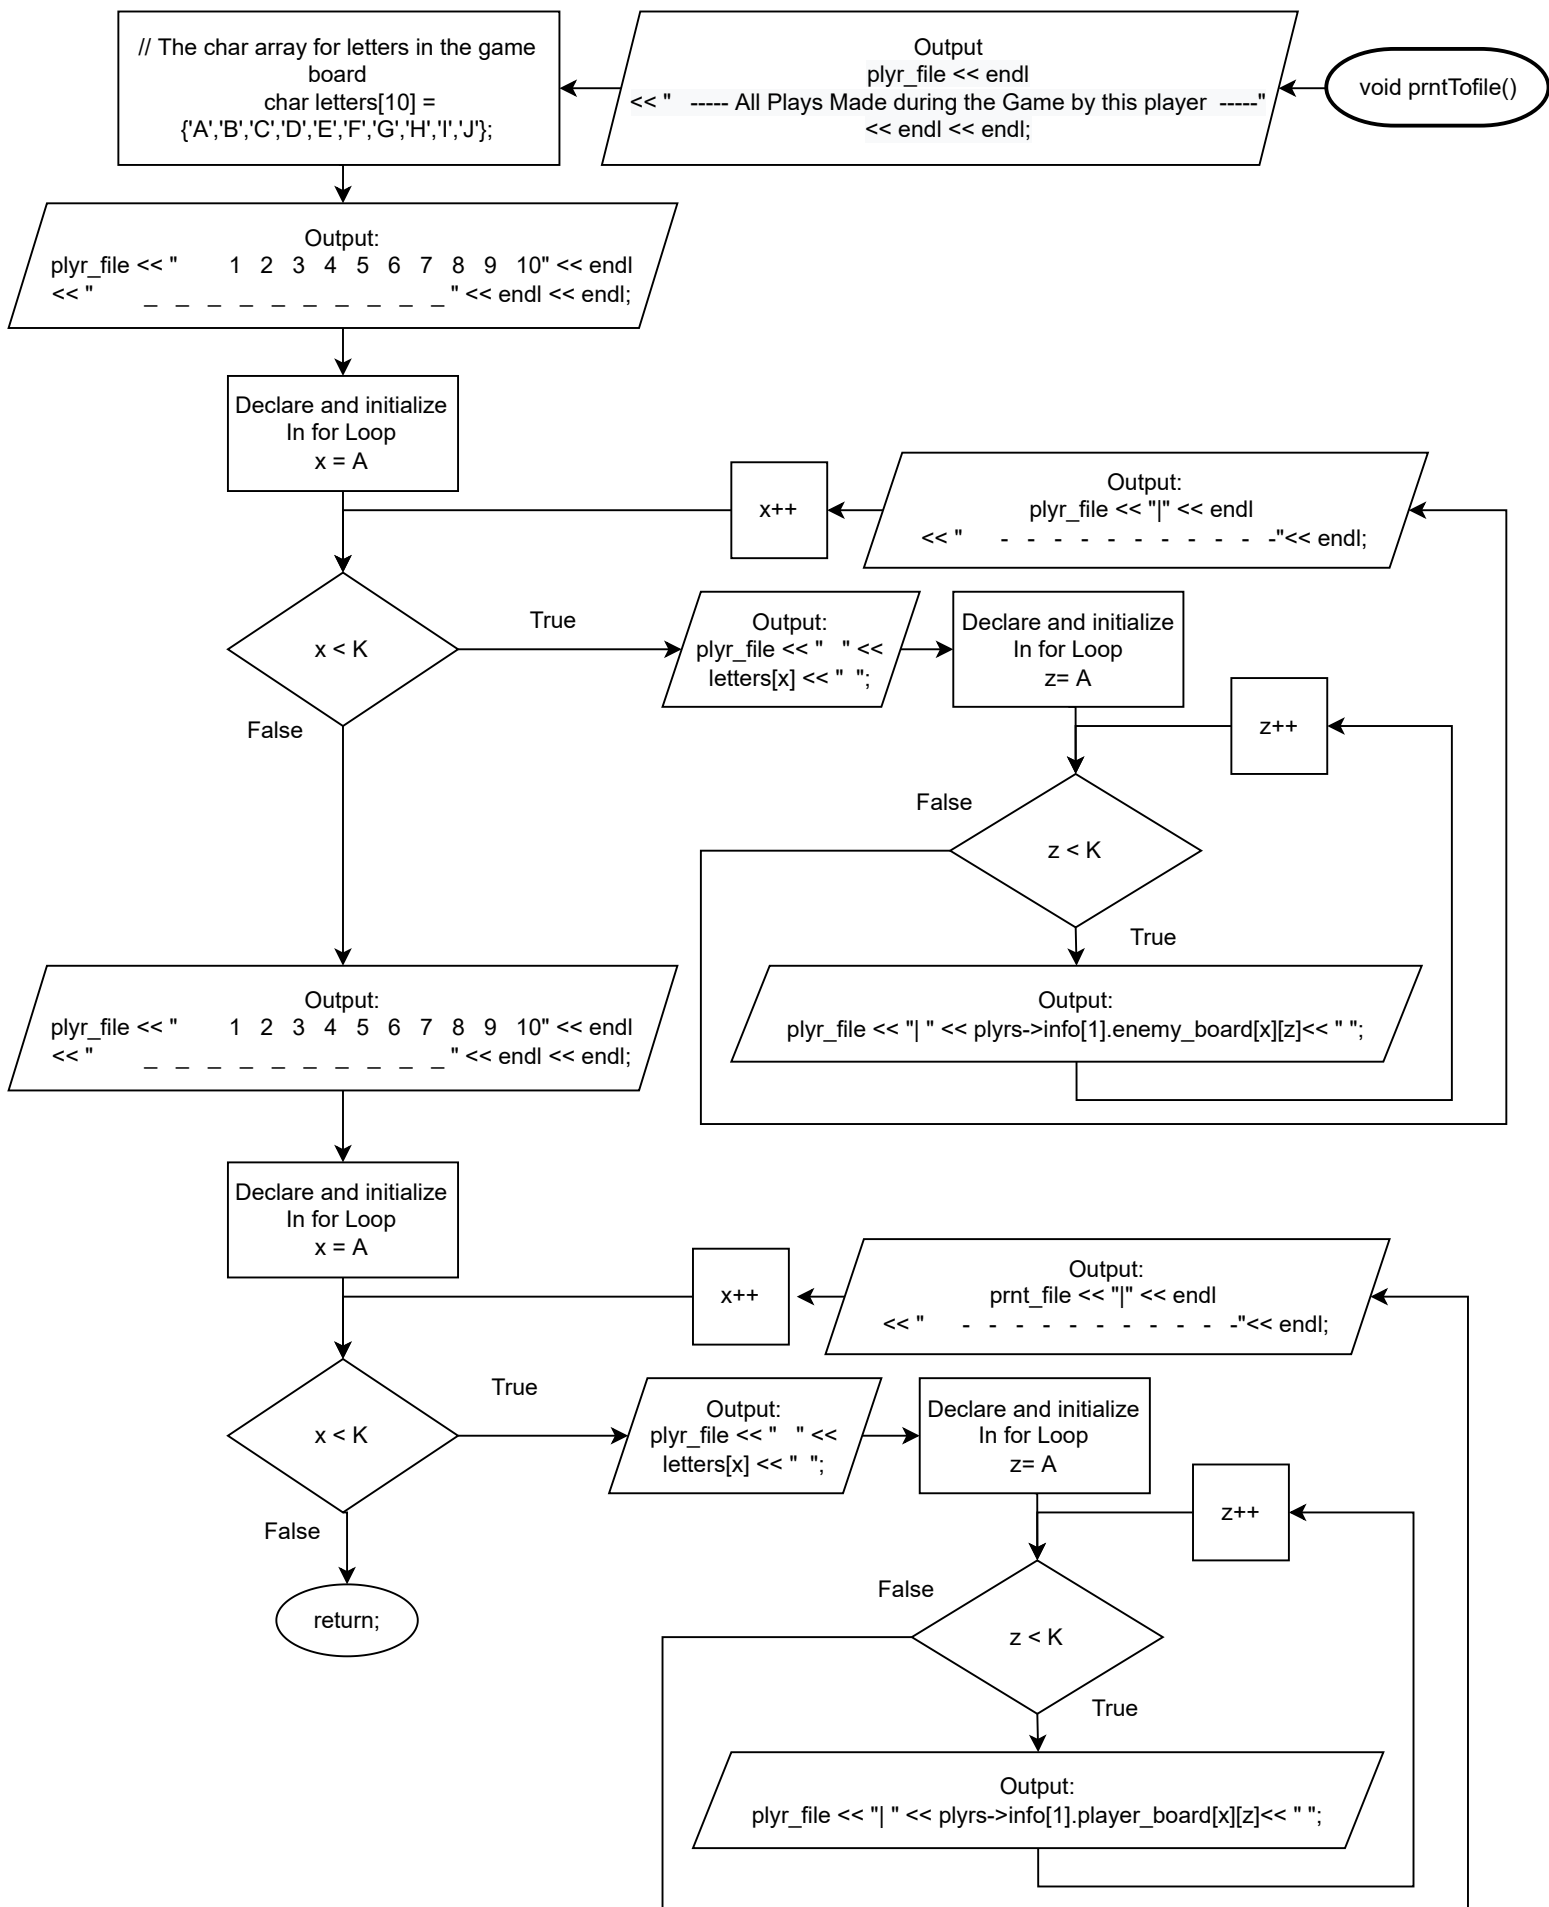 void prntTofile()
Output
plyr_file << endl
<< "   ----- All Plays Made during the Game by this player  -----"
<< endl << endl;
// The char array for letters in the game
board
char letters[10] =
{'A','B','C','D','E','F','G','H','I','J'};
Output:
plyr_file << "        1   2   3   4   5   6   7   8   9   10" << endl
<< "        _   _   _   _   _   _   _   _   _   _ " << endl << endl;
Declare and initialize
In for Loop
x = A
x++
Output:
plyr_file << "|" << endl
<< "      -   -   -   -   -   -   -   -   -   -   -"<< endl;
x < K
True
False
Output:
plyr_file << "   " <<
letters[x] << "  ";
Declare and initialize
In for Loop
z= A
z++
False
z < K
True
Output:
plyr_file << "| " << plyrs->info[1].enemy_board[x][z]<< " ";
Output:
plyr_file << "        1   2   3   4   5   6   7   8   9   10" << endl
<< "        _   _   _   _   _   _   _   _   _   _ " << endl << endl;
Declare and initialize
In for Loop
x = A
x++
Output:
prnt_file << "|" << endl
<< "      -   -   -   -   -   -   -   -   -   -   -"<< endl;
x < K
True
False
return;
Output:
plyr_file << "   " <<
letters[x] << "  ";
Declare and initialize
In for Loop
z= A
z++
False
z < K
True
Output:
plyr_file << "| " << plyrs->info[1].player_board[x][z]<< " ";